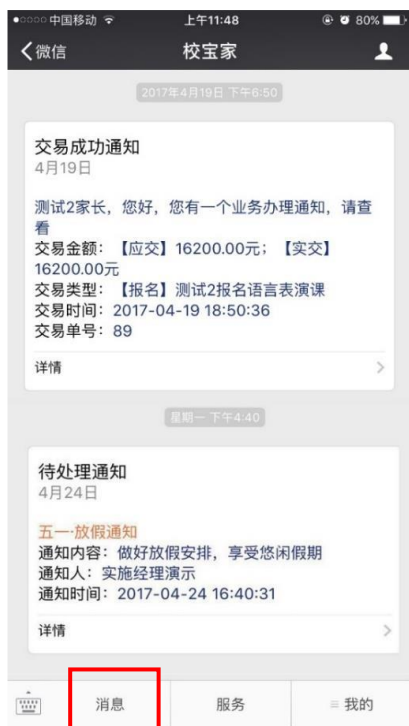 中国移动 上午11:48 80%
微信 校宝家
2017年4月19日 下午6:50
交易成功通知
4月19日
测试2家长，您好，您有一个业务办理通知，请查
看
交易金额：【应交】16200.00元；【实交】
16200.00元
交易类型：【报名】测试2报名语言表演课
交易时间：2017-04-19 18:50:36
交易单号：89
详情
星期一 下午4:40
待处理通知
4月24日
五一·放假通知
通知内容：做好放假安排，享受悠闲假期
通知人：实施经理演示
通知时间：2017-04-24 16:40:31
详情
消息 服务 我的